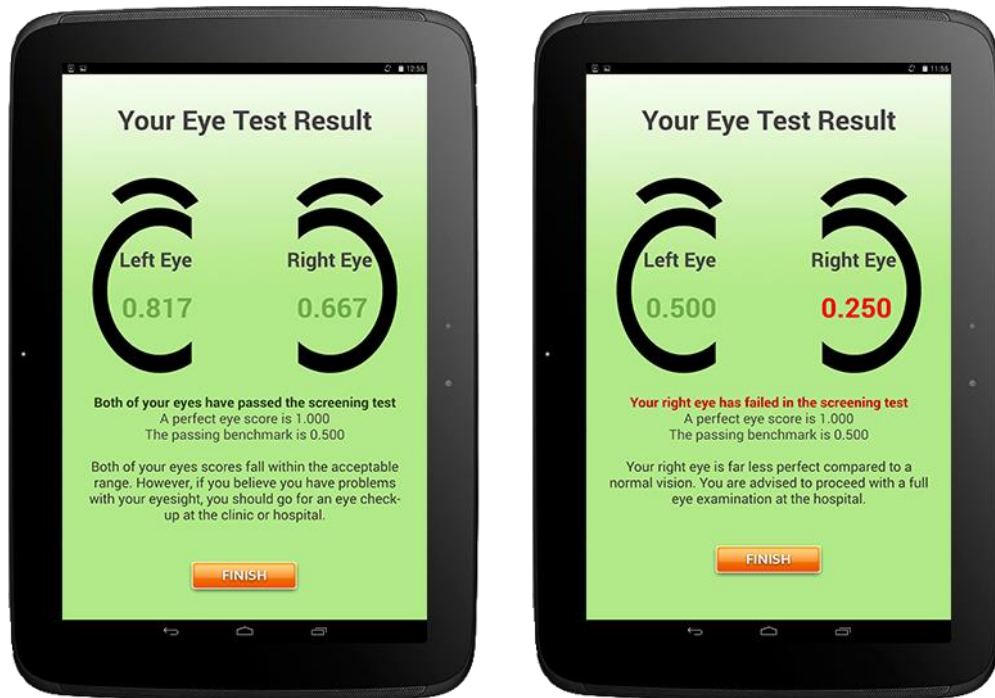 12:55
Your Eye Test Result
Left Eye
Right Eye
0.817
0.667
Both of your eyes have passed the screening test
A perfect eye score is 1.000
The passing benchmark is 0.500
Both of your eyes scores fall within the acceptable
range. However, if you believe you have problems
with your eyesight, you should go for an eye check-
up at the clinic or hospital.
FINISH
11:55
Your Eye Test Result
Left Eye
Right Eye
0.500
0.250
Your right eye has failed in the screening test
A perfect eye score is 1.000
The passing benchmark is 0.500
Your right eye is far less perfect compared to a
normal vision. You are advised to proceed with a full
eye examination at the hospital.
FINISH